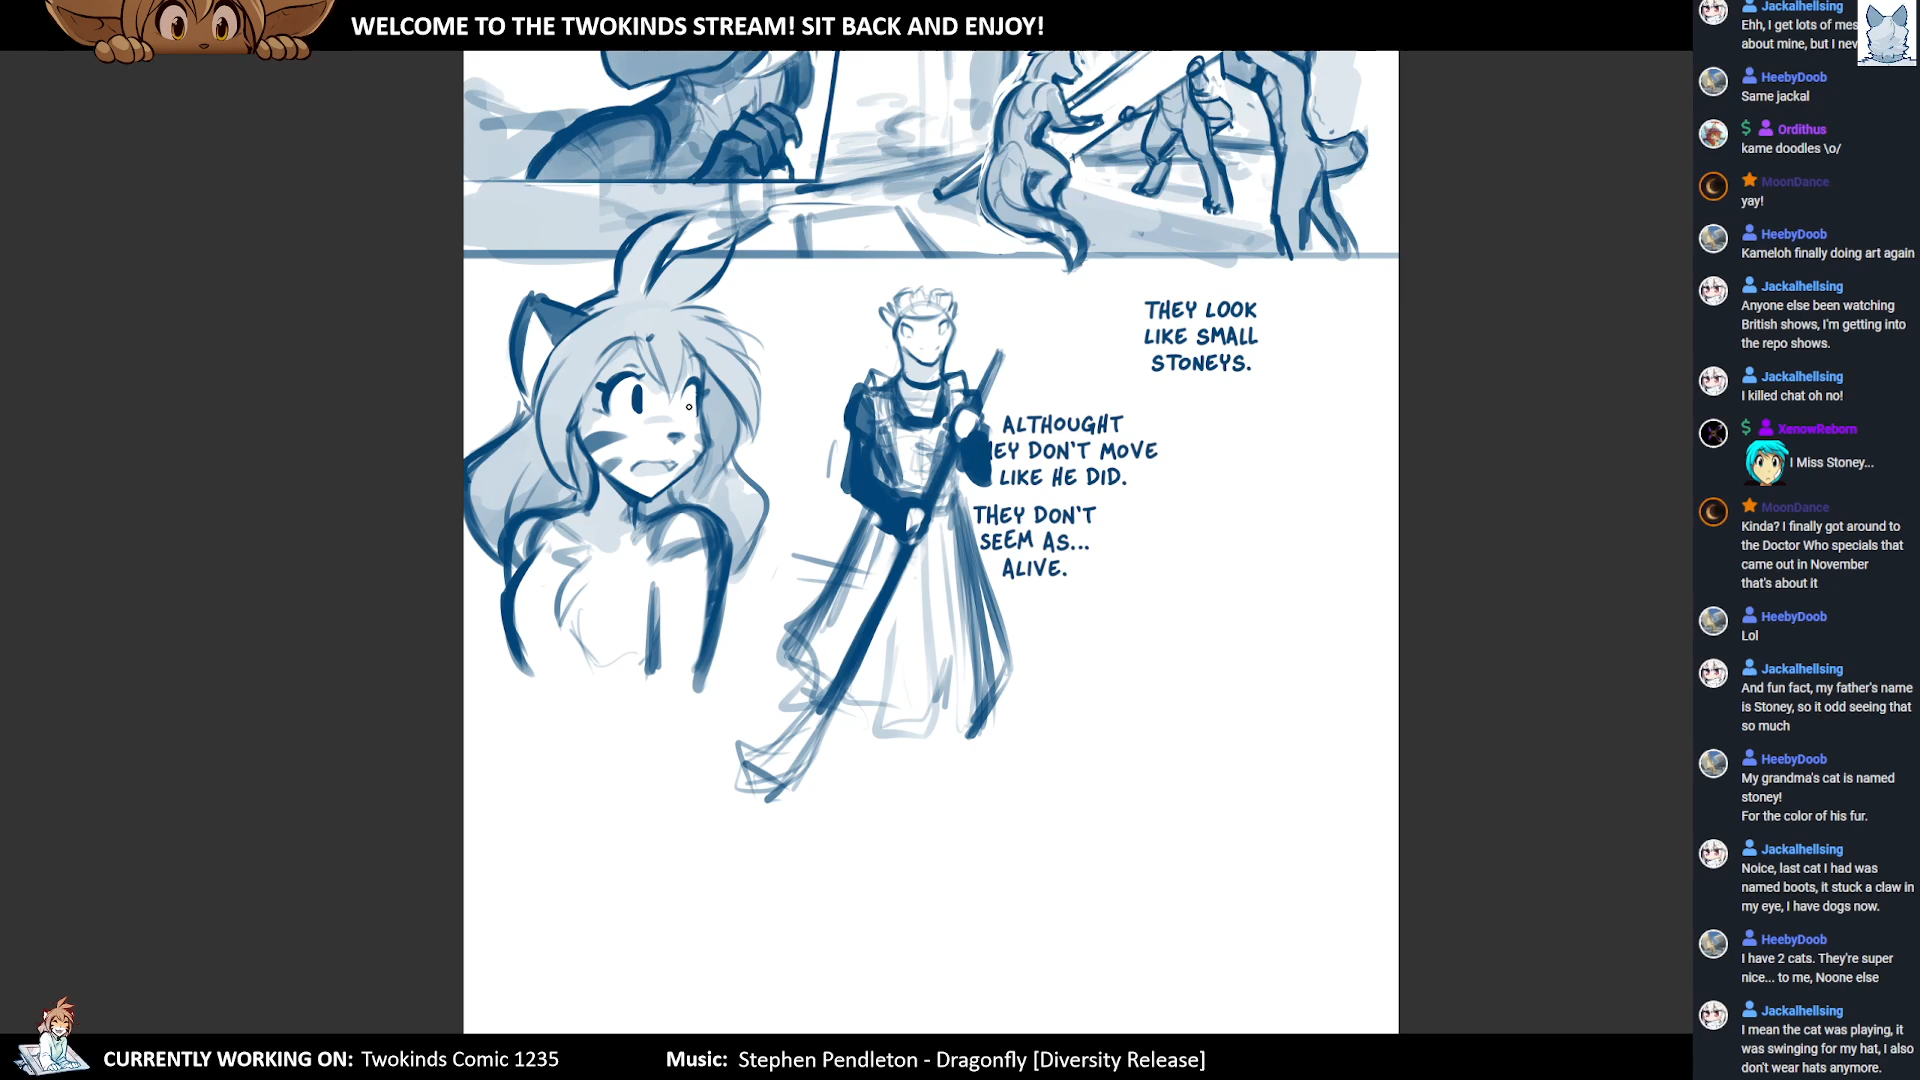 WELCOME TO THE TWOKINDS STREAM! SIT BACK AND ENJOY!
THEY LOOK
LIKE SMALL
STONEYS.
ALTHOUGHT
EY DON'T MOVE
LIKE HE DID.
THEY DON'T
SEEM AS...
ALIVE.
CURRENTLY WORKING ON: Twokinds Comic 1235
Music: Stephen Pendleton - Dragonfly [Diversity Release]
Jackalhellsing
Ehh, I get lots of mes
about mine, but I nev
HeebyDoob
Same jackal
$ Ordithus
kame doodles \o/
MoonDance
yay!
HeebyDoob
Kameloh finally doing art again
Jackalhellsing
Anyone else been watching
British shows, I'm getting into
the repo shows.
Jackalhellsing
I killed chat oh no!
$ XenowReborn
I Miss Stoney...
MoonDance
Kinda? I finally got around to
the Doctor Who specials that
came out in November
that's about it
HeebyDoob
Lol
Jackalhellsing
And fun fact, my father's name
is Stoney, so it odd seeing that
so much
HeebyDoob
My grandma's cat is named
stoney!
For the color of his fur.
Jackalhellsing
Noice, last cat I had was
named boots, it stuck a claw in
my eye, I have dogs now.
HeebyDoob
I have 2 cats. They're super
nice... to me, Noone else
Jackalhellsing
I mean the cat was playing, it
was swinging for my hat, I also
don't wear hats anymore.